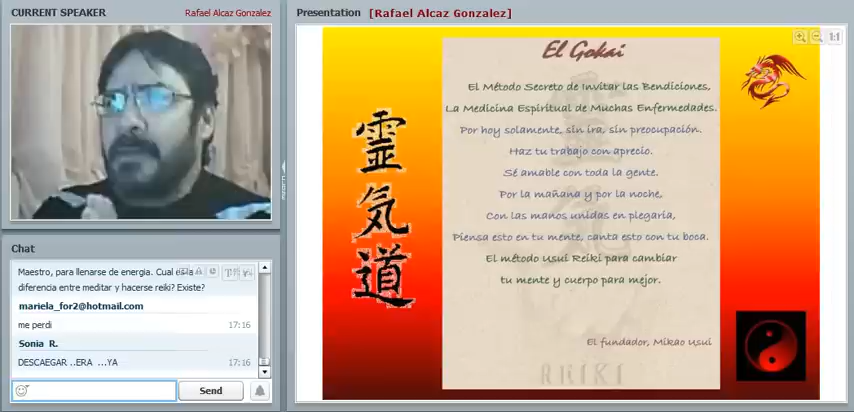 CURRENT SPEAKER
Rafael Alcaz Gonzalez
Chat
Maestro, para llenarse de energia. Cual es la
diferencia entre meditar y hacerse reiki? Existe?
mariela_for2@hotmail.com
me perdi
17:16
Sonia R.
DESCAEGAR ..ERA ...YA
17:16
Send
Presentation [Rafael Alcaz Gonzalez]
1:1
霊
気
道
El Gokai
El Método Secreto de Invitar las Bendiciones,
La Medicina Espiritual de Muchas Enfermedades.
Por hoy solamente, sin ira, sin preocupación.
Haz tu trabajo con aprecio.
Sé amable con toda la gente.
Por la mañana y por la noche,
Con las manos unidas en plegaria,
Piensa esto en tu mente, canta esto con tu boca.
El método Usui Reiki para cambiar
tu mente y cuerpo para mejor.
El fundador, Mikao Usui
REIKI